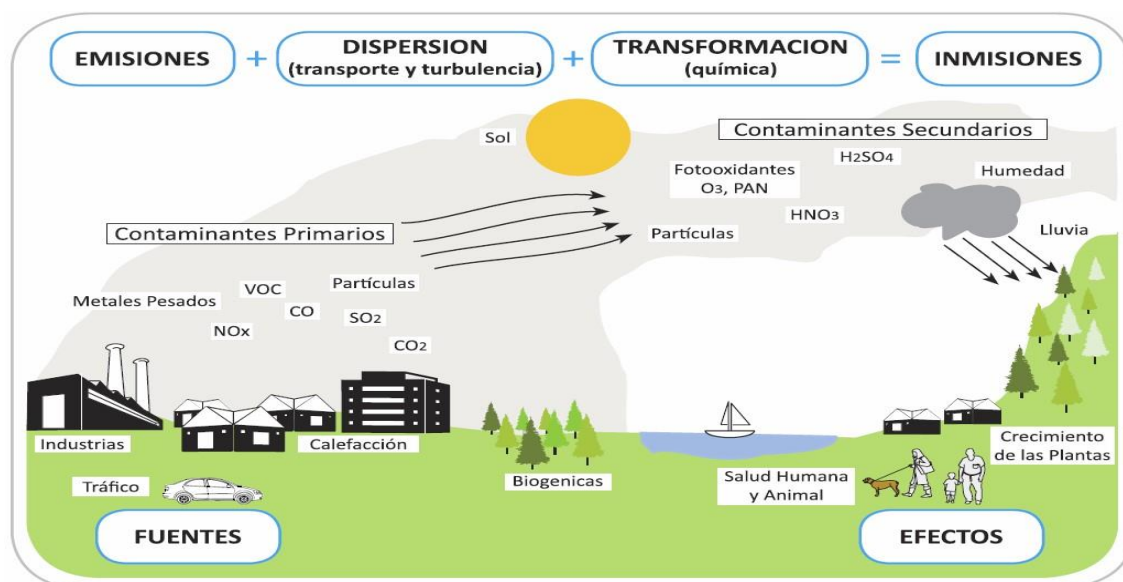 EMISIONES
+
DISPERSION
(transporte y turbulencia)
+
TRANSFORMACION
(química)
=
INMISIONES
Sol
Contaminantes Secundarios
H₂SO₄
Fotooxidantes
O₃, PAN
Humedad
HNO₃
Contaminantes Primarios
Partículas
Lluvia
Metales Pesados
VOC
Partículas
CO
SO₂
NOx
CO₂
Industrias
Calefacción
Biogenicas
Crecimiento
de las Plantas
Salud Humana
y Animal
Tráfico
FUENTES
EFECTOS